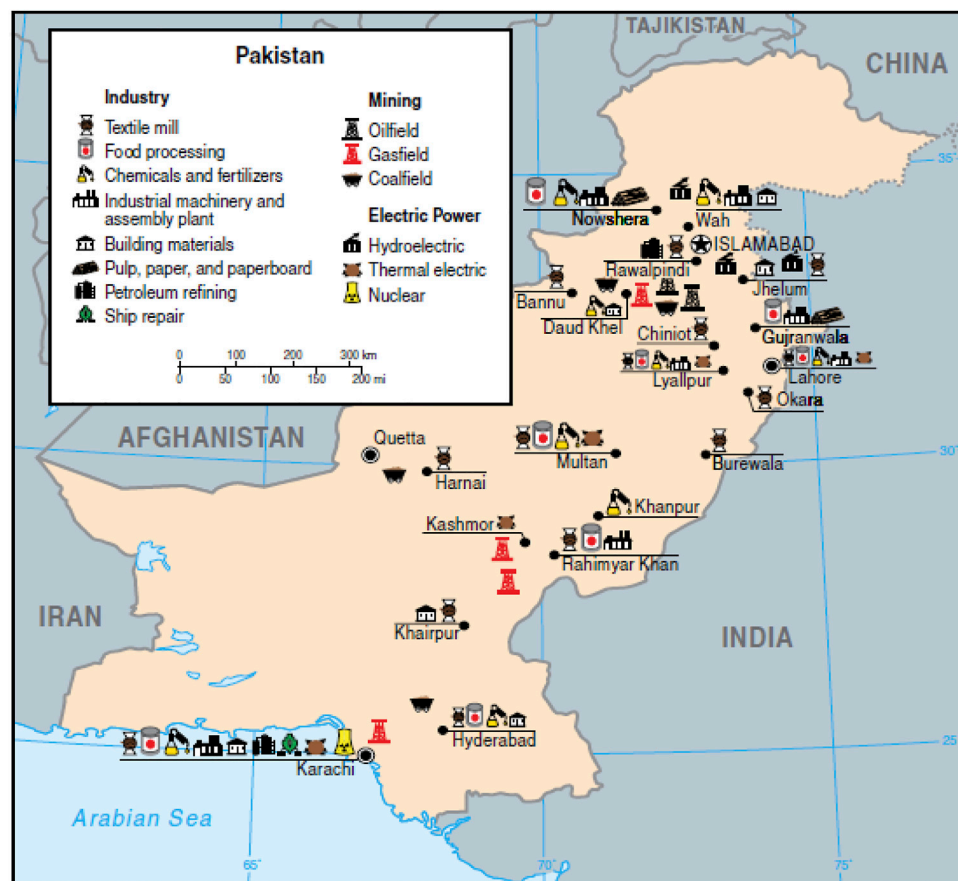 TAJIKISTAN
CHINA
Pakistan
Industry
Textile mill
Food processing
Chemicals and fertilizers
Industrial machinery and
assembly plant
Building materials
Pulp, paper, and paperboard
Petroleum refining
Ship repair
Mining
Oilfield
Gasfield
Coalfield
Electric Power
Hydroelectric
Thermal electric
Nuclear
0 100 200 300 km
0 50 100 150 200 mi
35°
Nowshera
Wah
ISLAMABAD
Rawalpindi
Jhelum
Bannu
Daud Khel
Chiniot
Gujranwala
Lyallpur
Lahore
Okara
AFGHANISTAN
Quetta
Harnai
Multan
Burewala
30°
Khanpur
Kashmor
Rahimyar Khan
IRAN
Khairpur
INDIA
Hyderabad
Karachi
25°
Arabian Sea
65°
70°
75°